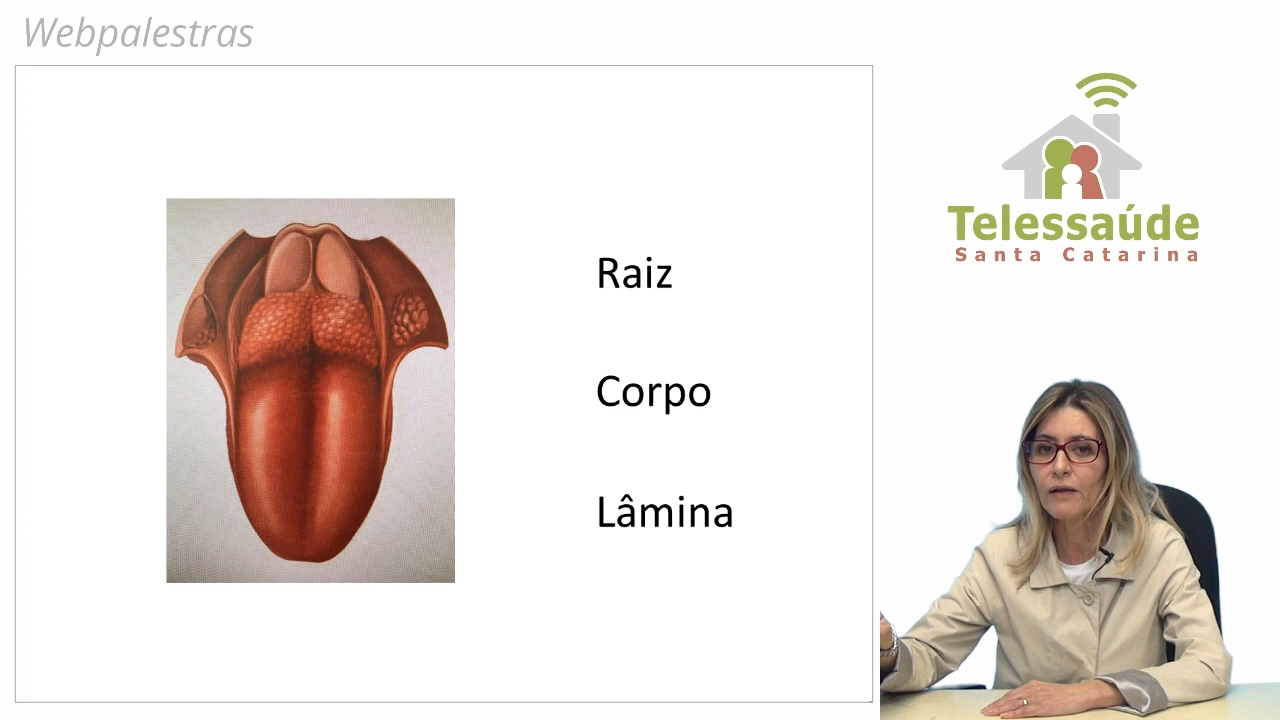 Webpalestras
Raiz
Corpo
Lâmina
Telessaúde
Santa Catarina